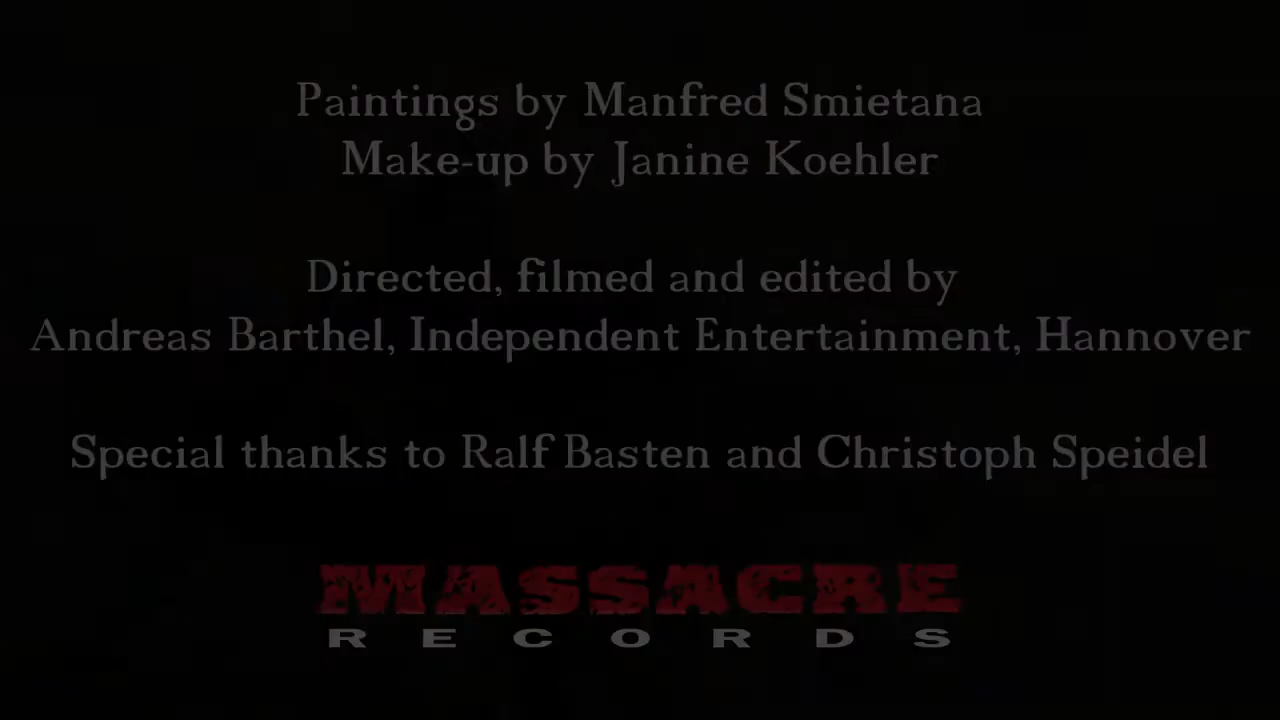 Paintings by Manfred Smietana
Make-up by Janine Koehler
Directed, filmed and edited by
Andreas Barthel, Independent Entertainment, Hannover
Special thanks to Ralf Basten and Christoph Speidel
MASSACRE
RECORDS